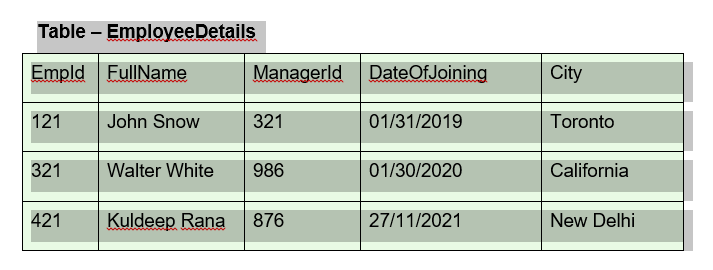 Table – EmployeeDetails
EmpId FullName ManagerId DateOfJoining City
121 John Snow 321 01/31/2019 Toronto
321 Walter White 986 01/30/2020 California
421 Kuldeep Rana 876 27/11/2021 New Delhi